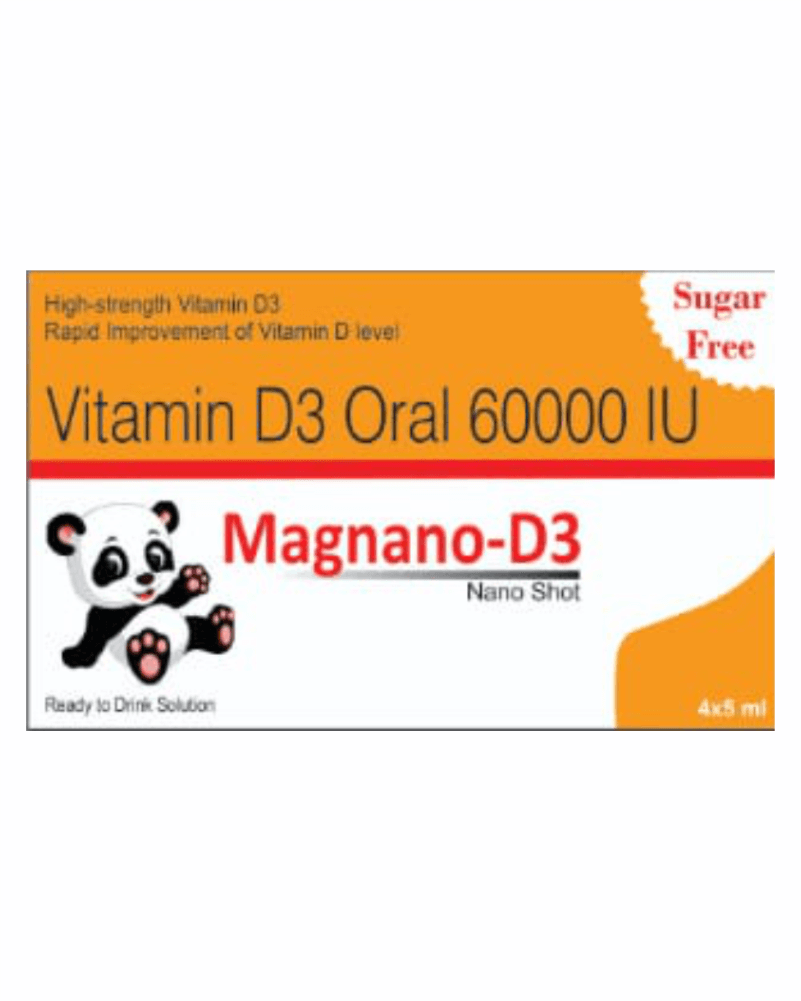 High-strength Vitamin D3
Rapid Improvement of Vitamin D level
Sugar
Free
Vitamin D3 Oral 60000 IU
Magnano-D3
Nano Shot
Ready to Drink Solution
4x5 ml